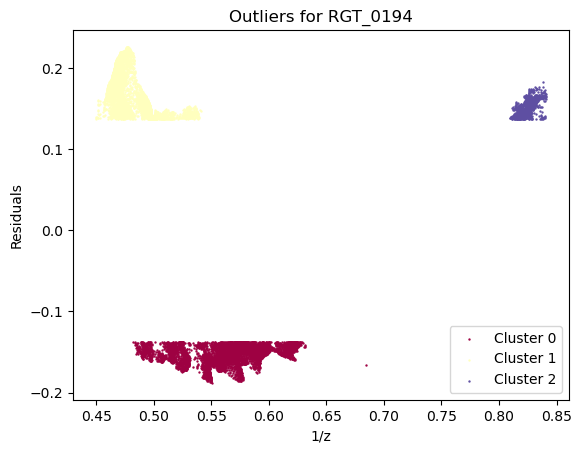 Outliers for RGT_0194
0.2
0.1
0.0
−0.1
−0.2
Residuals
0.45 0.50 0.55 0.60 0.65 0.70 0.75 0.80 0.85
1/z
Cluster 0
Cluster 1
Cluster 2